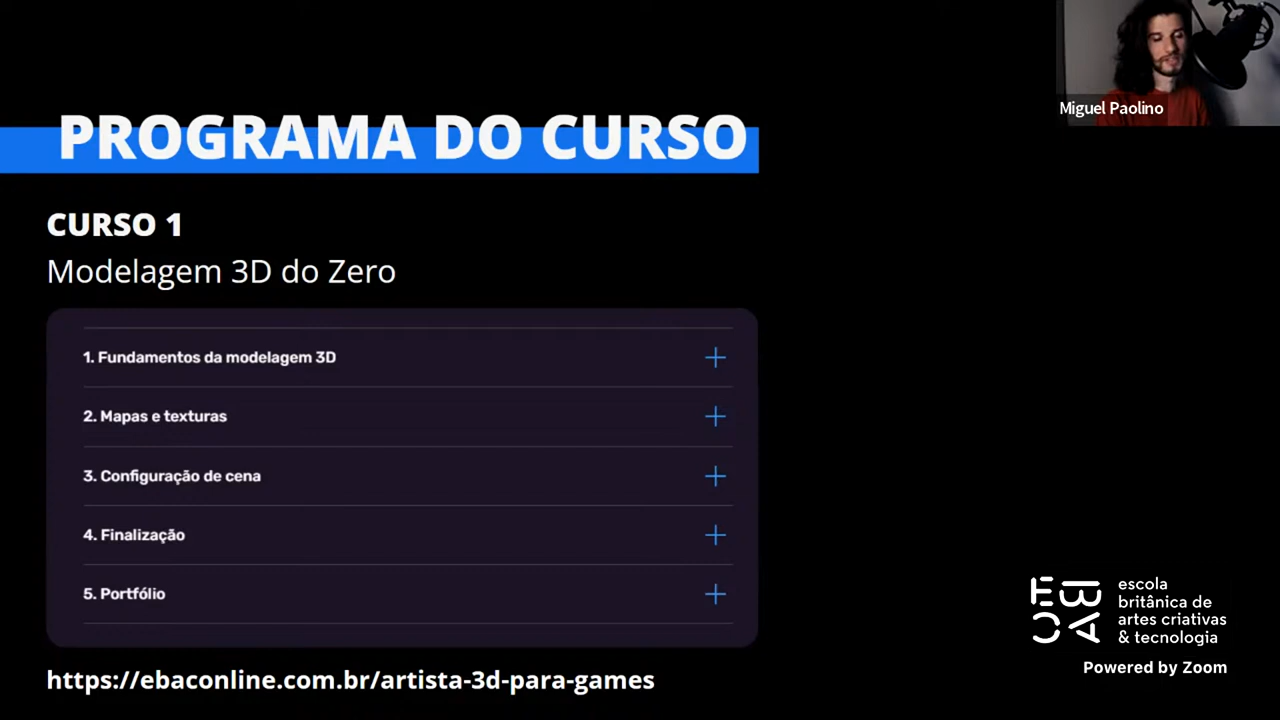 Miguel Paolino
PROGRAMA DO CURSO
CURSO 1
Modelagem 3D do Zero
1. Fundamentos da modelagem 3D
2. Mapas e texturas
3. Configuração de cena
4. Finalização
5. Portfólio
https://ebaconline.com.br/artista-3d-para-games
EBAC
escola
britânica de
artes criativas
& tecnologia
Powered by Zoom